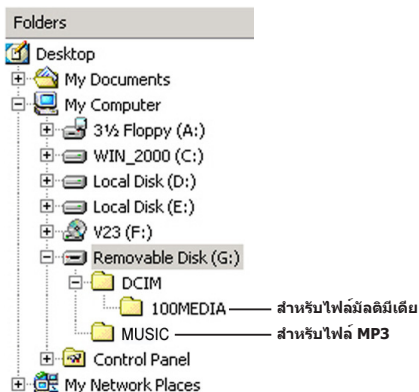 Folders
Desktop
My Documents
My Computer
3½ Floppy (A:)
WIN_2000 (C:)
Local Disk (D:)
Local Disk (E:)
V23 (F:)
Removable Disk (G:)
DCIM
100MEDIA สำหรับไฟล์มัลติมีเดีย
MUSIC สำหรับไฟล์ MP3
Control Panel
My Network Places